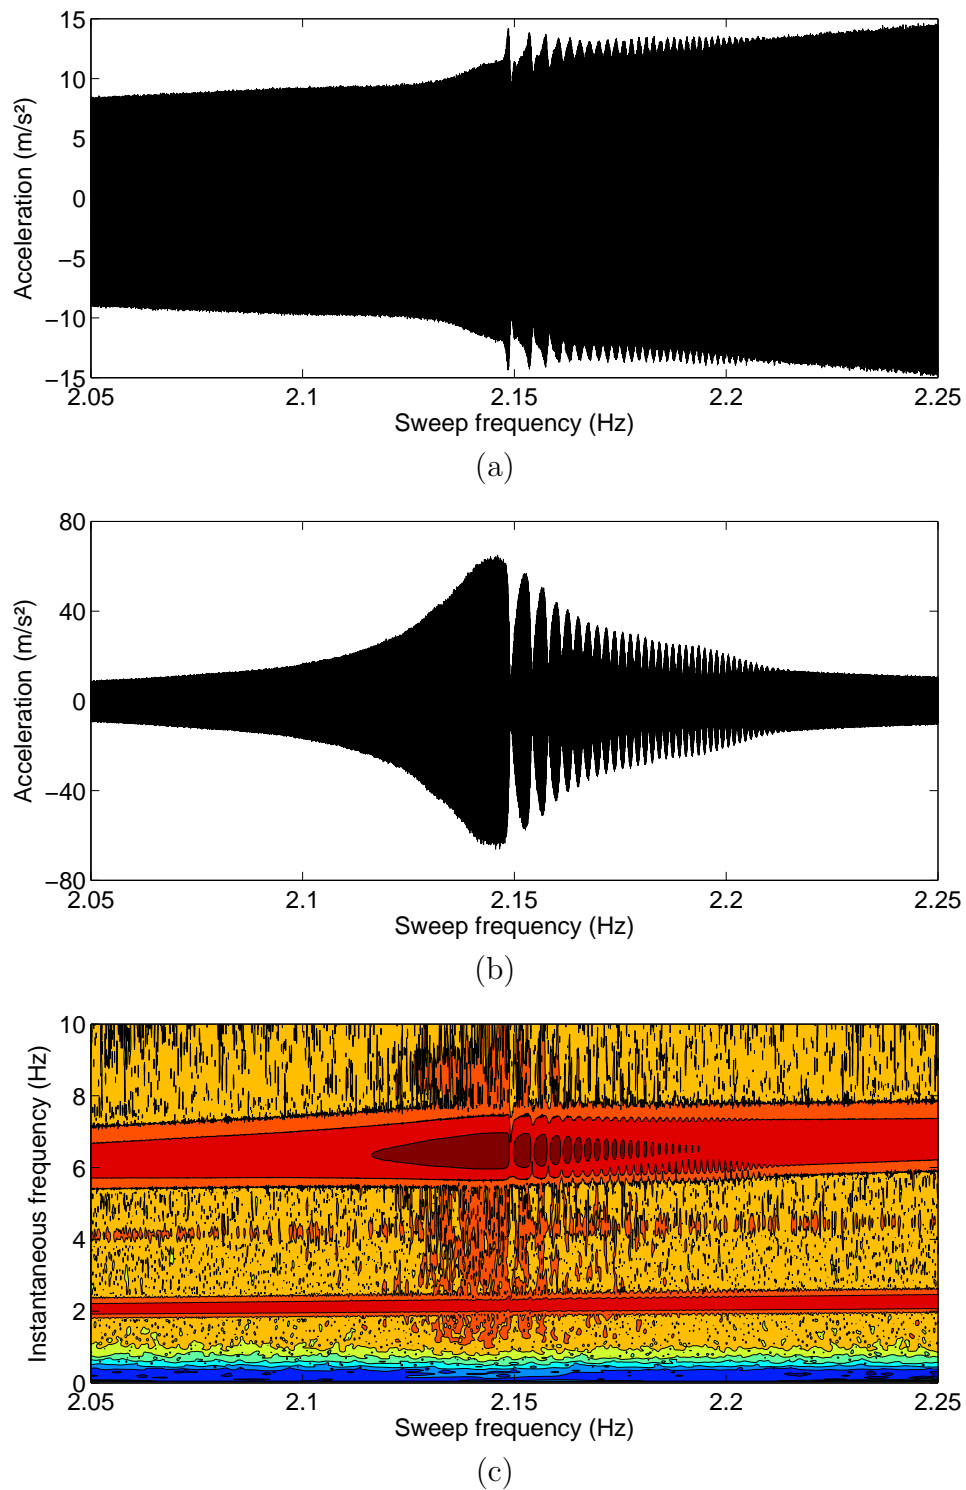 15
10
5
0
−5
−10
−15
2.05 2.1 2.15 2.2 2.25
Acceleration (m/s²)
Sweep frequency (Hz)
(a)
80
40
0
−40
−80
2.05 2.1 2.15 2.2 2.25
Acceleration (m/s²)
Sweep frequency (Hz)
(b)
10
8
6
4
2
0
2.05 2.1 2.15 2.2 2.25
Instantaneous frequency (Hz)
Sweep frequency (Hz)
(c)